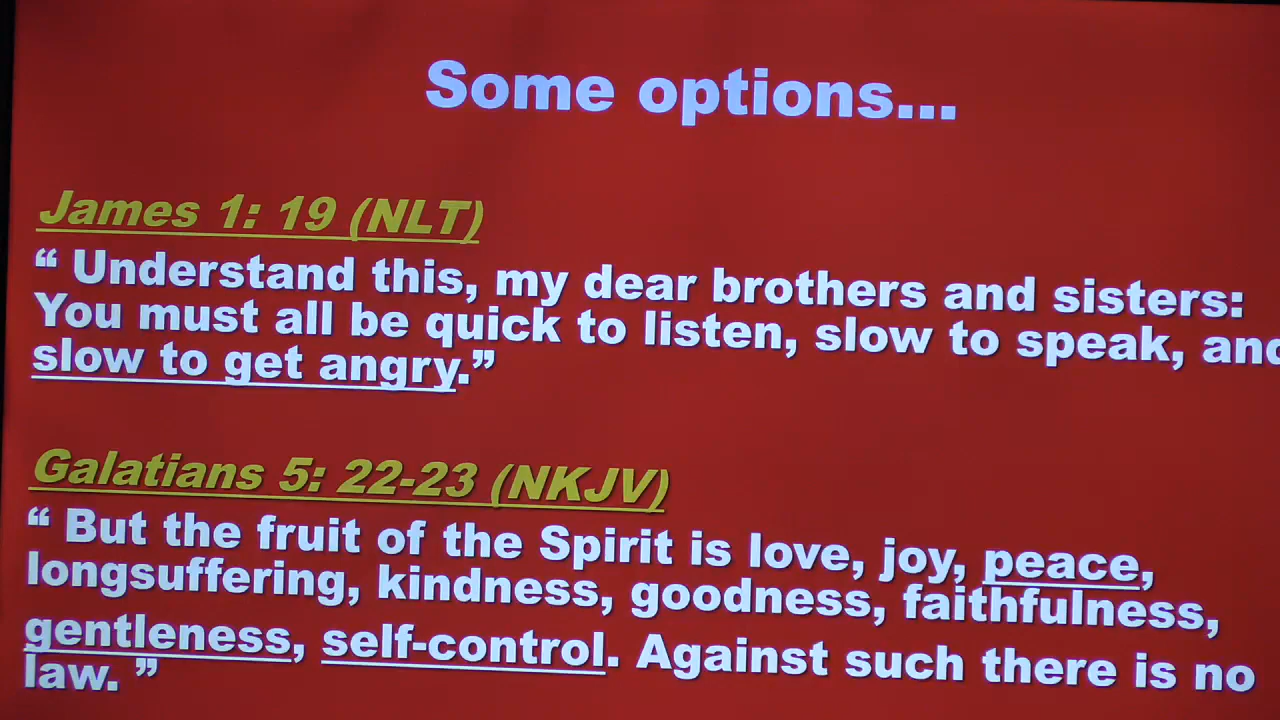 Some options...
James 1: 19 (NLT)
“ Understand this, my dear brothers and sisters:
You must all be quick to listen, slow to speak, and
slow to get angry.”
Galatians 5: 22-23 (NKJV)
“ But the fruit of the Spirit is love, joy, peace,
longsuffering, kindness, goodness, faithfulness,
gentleness, self-control. Against such there is no
law. ”